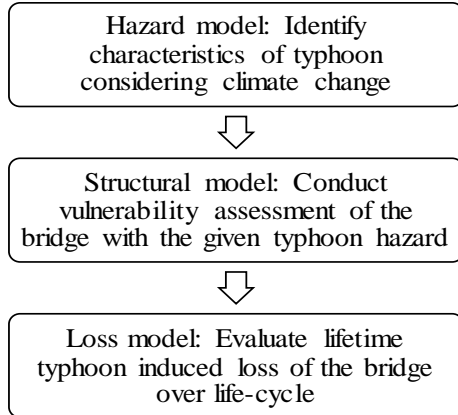 Hazard model: Identify
characteristics of typhoon
considering climate change
Structural model: Conduct
vulnerability assessment of the
bridge with the given typhoon hazard
Loss model: Evaluate lifetime
typhoon induced loss of the bridge
over life-cycle